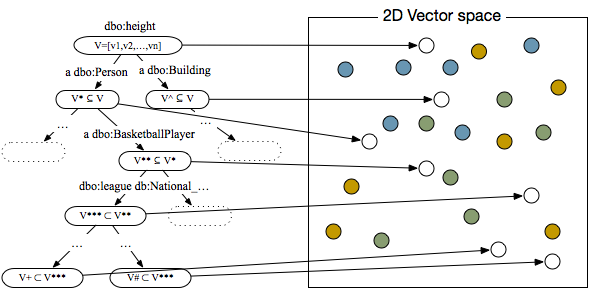 2D Vector space
dbo:height
V=[v1,v2,...,vn]
a dbo:Person
a dbo:Building
V* ⊆ V
V^ ⊆ V
...
...
a dbo:BasketballPlayer
V** ⊆ V*
dbo:league db:National_...
V*** ⊂ V**
...
...
V+ ⊂ V***
V# ⊂ V***